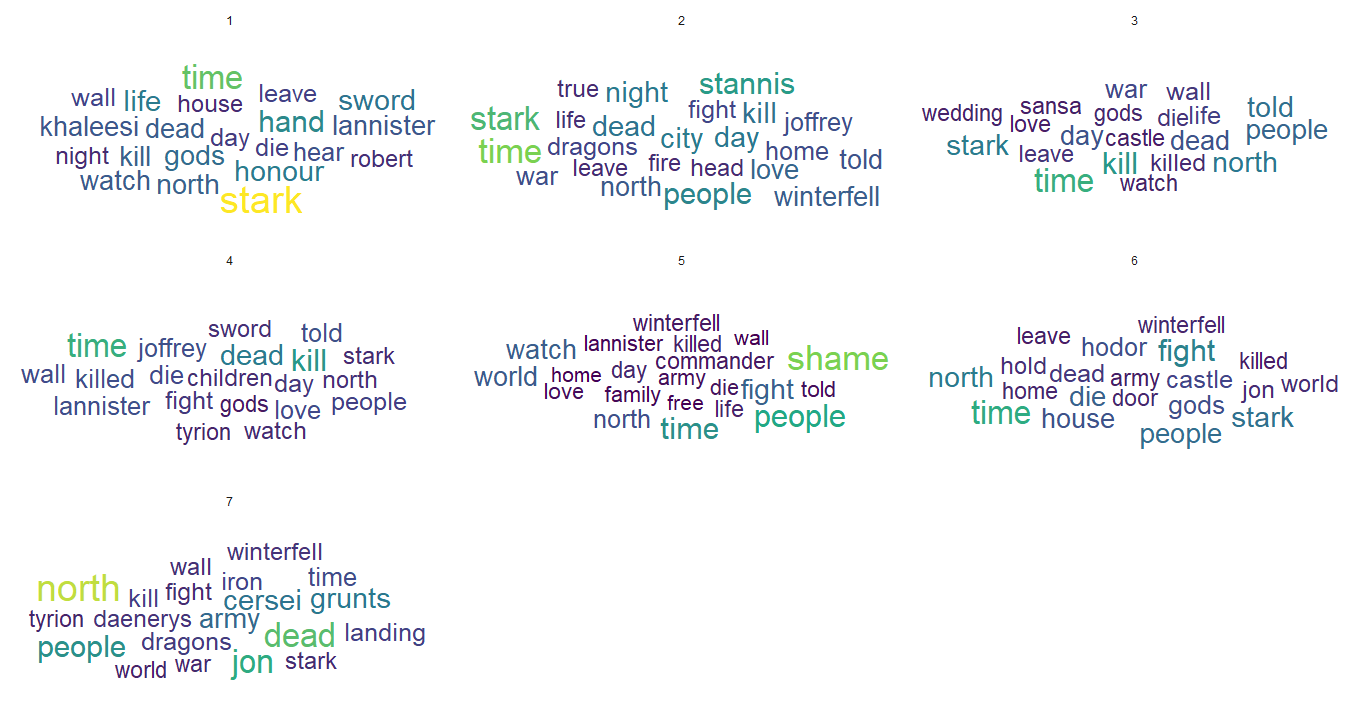 1
time
wall life house leave sword
khaleesi dead day hand lannister
night kill gods die hear robert
watch north honour
stark
2
true night stannis
stark life dead fight kill joffrey
time dragons city day home told
war leave fire head love
north people winterfell
3
war wall
wedding sansa gods die life told
love day castle dead people
stark leave kill killed north
time watch
4
sword told
time joffrey dead kill stark
wall killed die children day north
lannister fight gods love people
tyrion watch
5
winterfell
watch lannister killed wall shame
world home day commander
love family army die fight told
north free life people
time
6
winterfell
leave hodor fight killed
north hold dead army castle jon world
home die door gods
time house people stark
7
winterfell
wall iron time
north kill fight cersei grunts
tyrion daenerys army
people dragons dead landing
world war jon stark